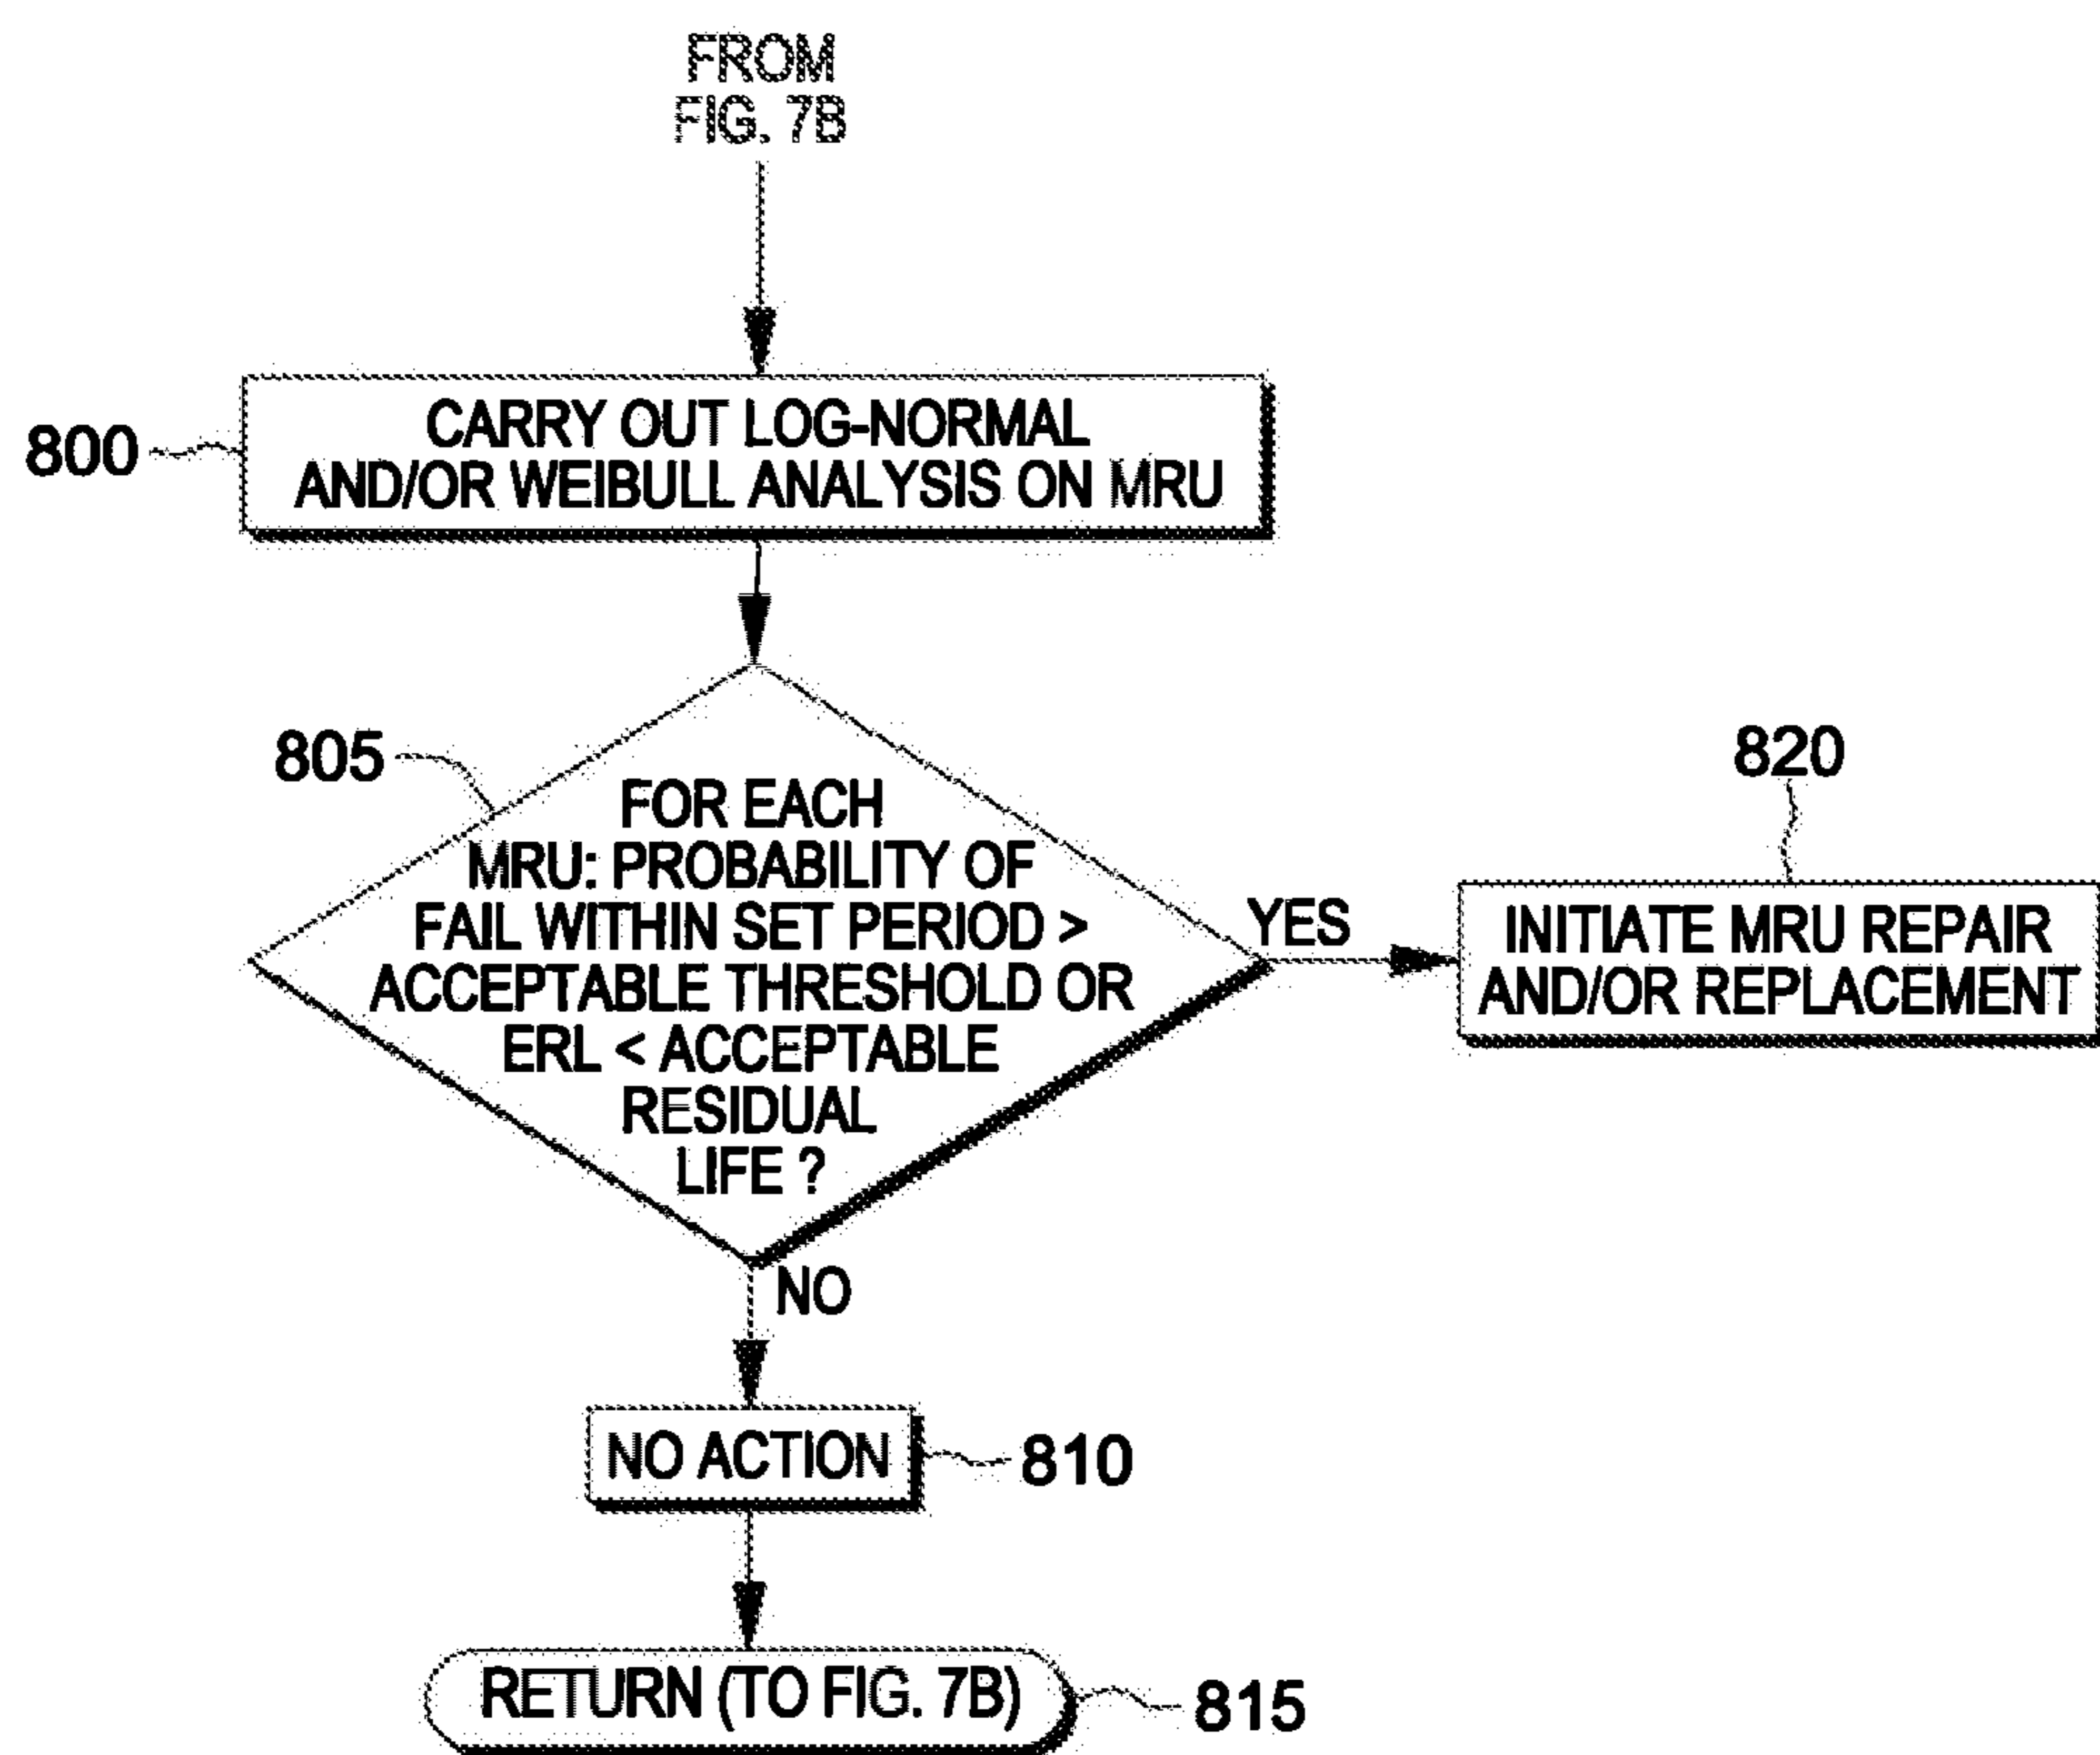 FROM
FIG. 7B
800
CARRY OUT LOG-NORMAL
AND/OR WEIBULL ANALYSIS ON MRU
805
FOR EACH
MRU: PROBABILITY OF
FAIL WITHIN SET PERIOD >
ACCEPTABLE THRESHOLD OR
ERL < ACCEPTABLE
RESIDUAL
LIFE ?
YES
820
INITIATE MRU REPAIR
AND/OR REPLACEMENT
NO
NO ACTION
810
RETURN (TO FIG. 7B)
815